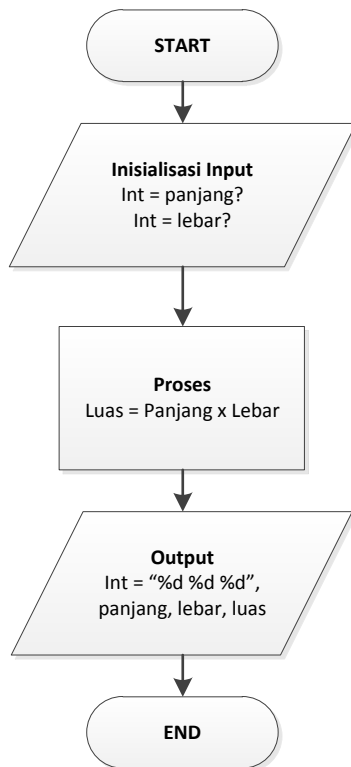 START
Inisialisasi Input
Int = panjang?
Int = lebar?
Proses
Luas = Panjang x Lebar
Output
Int = “%d %d %d”,
panjang, lebar, luas
END